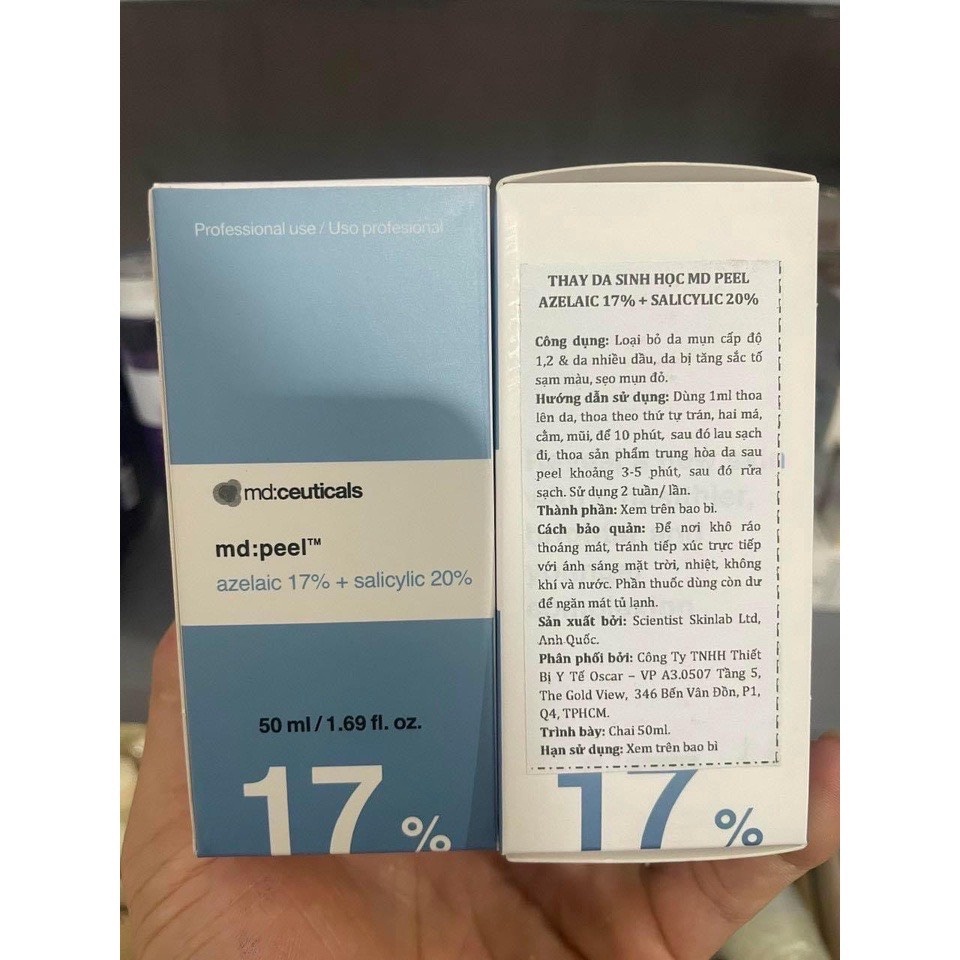 Professional use / Uso profesional
md:ceuticals
md:peel™
azelaic 17% + salicylic 20%
50 ml / 1.69 fl. oz.
17%
THAY DA SINH HỌC MD PEEL
AZELAIC 17% + SALICYLIC 20%
Công dụng: Loại bỏ da mụn cấp độ
1,2 & da nhiều dầu, da bị tăng sắc tố
sạm màu, sẹo mụn đỏ.
Hướng dẫn sử dụng: Dùng 1ml thoa
lên da, thoa theo thứ tự trán, hai má,
cằm, mũi, để 10 phút, sau đó lau sạch
đi, thoa sản phẩm trung hòa da sau
peel khoảng 3-5 phút, sau đó rửa
sạch. Sử dụng 2 tuần/ lần.
Thành phần: Xem trên bao bì.
Cách bảo quản: Để nơi khô ráo
thoáng mát, tránh tiếp xúc trực tiếp
với ánh sáng mặt trời, nhiệt, không
khí và nước. Phần thuốc dùng còn dư
để ngăn mát tủ lạnh.
Sản xuất bởi: Scientist Skinlab Ltd,
Anh Quốc.
Phân phối bởi: Công Ty TNHH Thiết
Bị Y Tế Oscar – VP A3.0507 Tầng 5,
The Gold View, 346 Bến Vân Đồn, P1,
Q4, TPHCM.
Trình bày: Chai 50ml.
Hạn sử dụng: Xem trên bao bì
17%